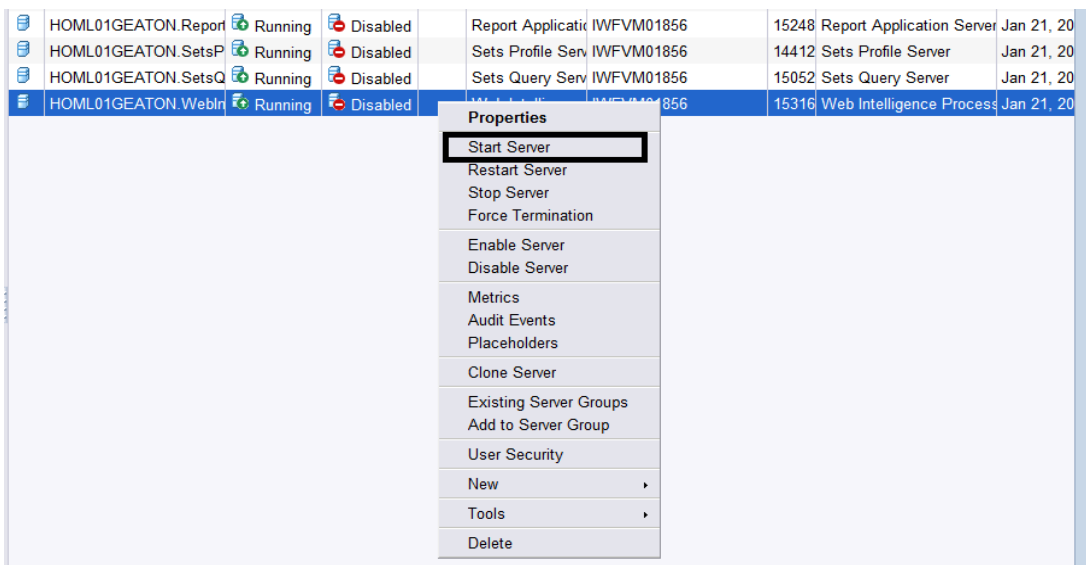 HOML01GEATON.Report Running Disabled Report Applicatio IWFVM01856 15248 Report Application Server Jan 21, 20
HOML01GEATON.SetsP Running Disabled Sets Profile Serv IWFVM01856 14412 Sets Profile Server Jan 21, 20
HOML01GEATON.SetsQ Running Disabled Sets Query Serv IWFVM01856 15052 Sets Query Server Jan 21, 20
HOML01GEATON.WebIn Running Disabled 856 15316 Web Intelligence Process Jan 21, 20
Properties
Start Server
Restart Server
Stop Server
Force Termination
Enable Server
Disable Server
Metrics
Audit Events
Placeholders
Clone Server
Existing Server Groups
Add to Server Group
User Security
New
Tools
Delete